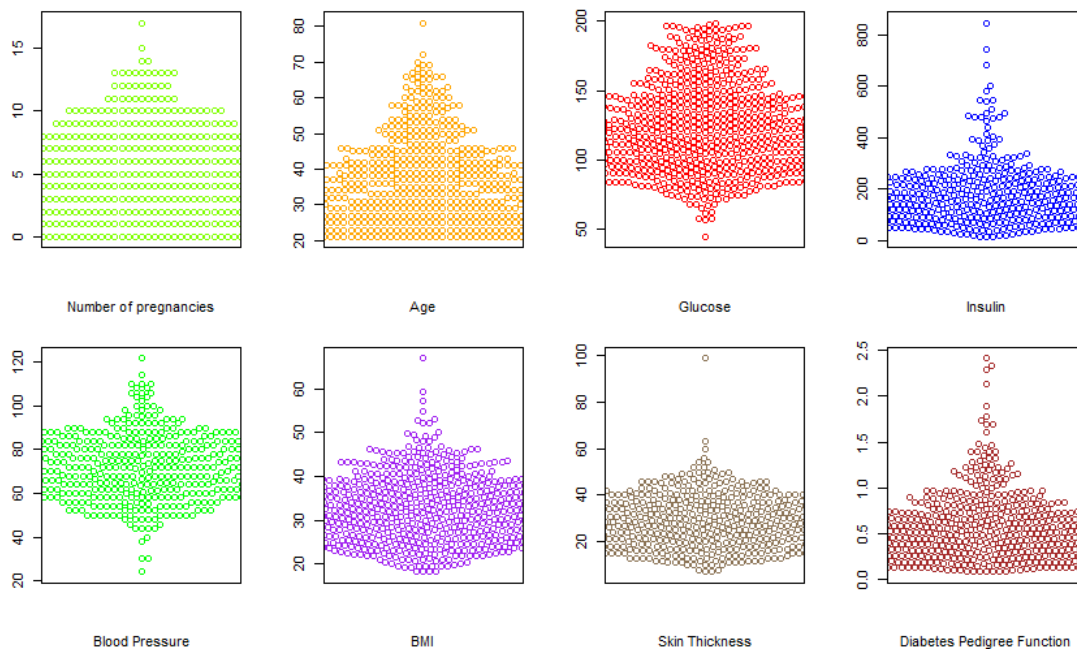 0 5 10 15
20 30 40 50 60 70 80
50 100 150 200
0 200 400 600 800
Number of pregnancies
Age
Glucose
Insulin
20 40 60 80 100 120
20 30 40 50 60
20 40 60 80 100
0.0 0.5 1.0 1.5 2.0 2.5
Blood Pressure
BMI
Skin Thickness
Diabetes Pedigree Function